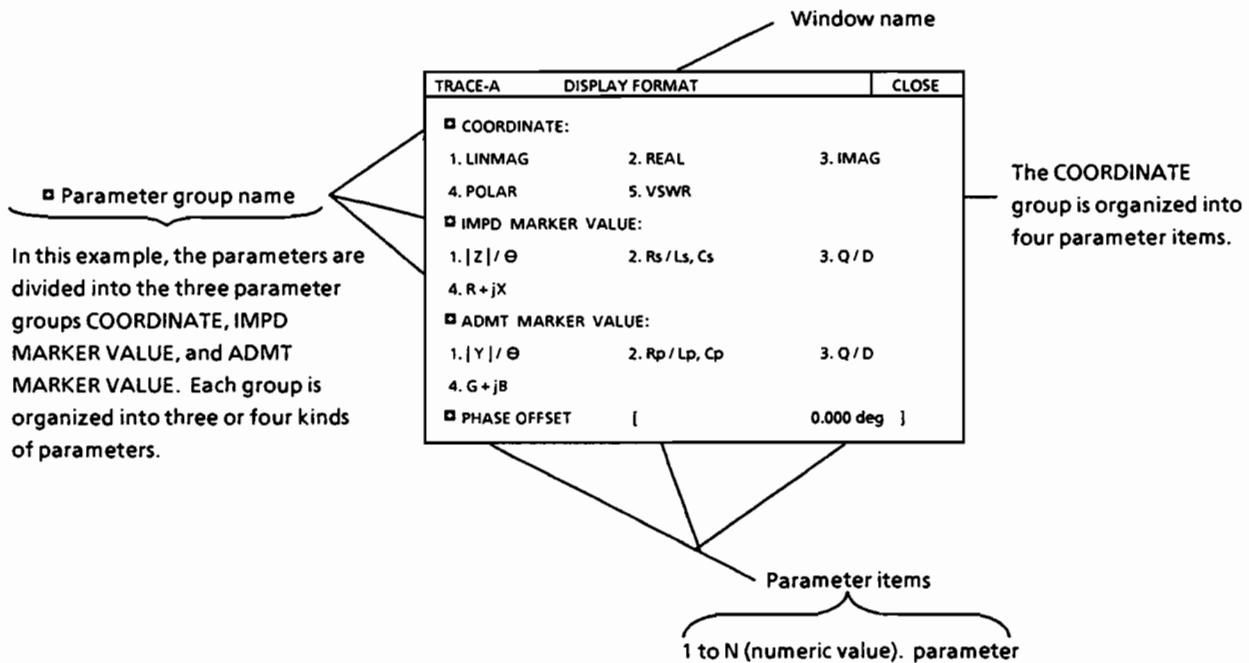 Window name
TRACE-A DISPLAY FORMAT CLOSE
◘ COORDINATE:
1. LINMAG 2. REAL 3. IMAG
4. POLAR 5. VSWR
◘ IMPD MARKER VALUE:
1. |Z| / Θ 2. Rs / Ls, Cs 3. Q / D
4. R + jX
◘ ADMT MARKER VALUE:
1. |Y| / Θ 2. Rp / Lp, Cp 3. Q / D
4. G + jB
◘ PHASE OFFSET [ 0.000 deg ]
◘ Parameter group name
In this example, the parameters are
divided into the three parameter
groups COORDINATE, IMPD
MARKER VALUE, and ADMT
MARKER VALUE. Each group is
organized into three or four kinds
of parameters.
The COORDINATE
group is organized into
four parameter items.
Parameter items
1 to N (numeric value). parameter